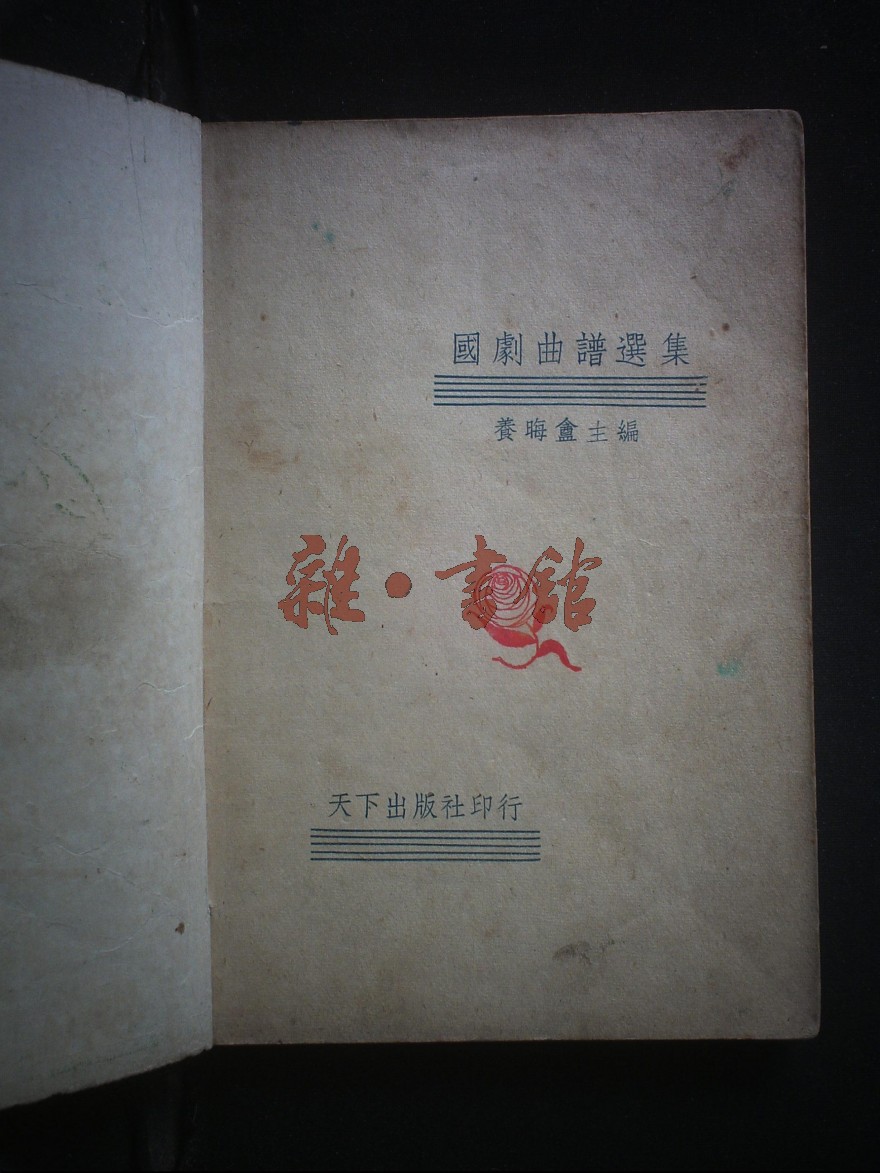 國劇曲譜選集
養晦盦主編
雜·書館
天下出版社印行